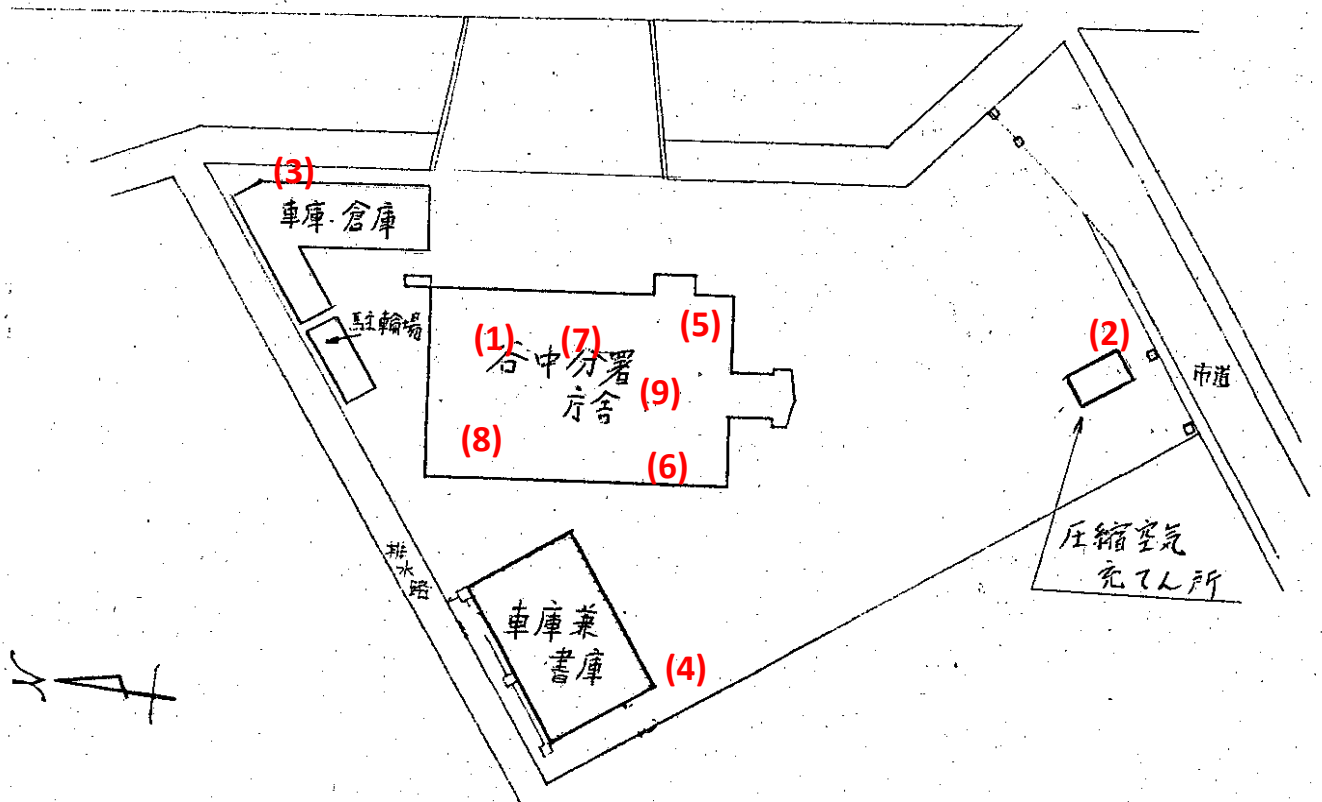 (3)
車庫・倉庫
駐輪場
(1)
(7)
(5)
谷中分署
庁舎
(9)
(8)
(6)
(2)
市道
圧縮空気
充てん所
排水路
車庫兼
書庫
(4)